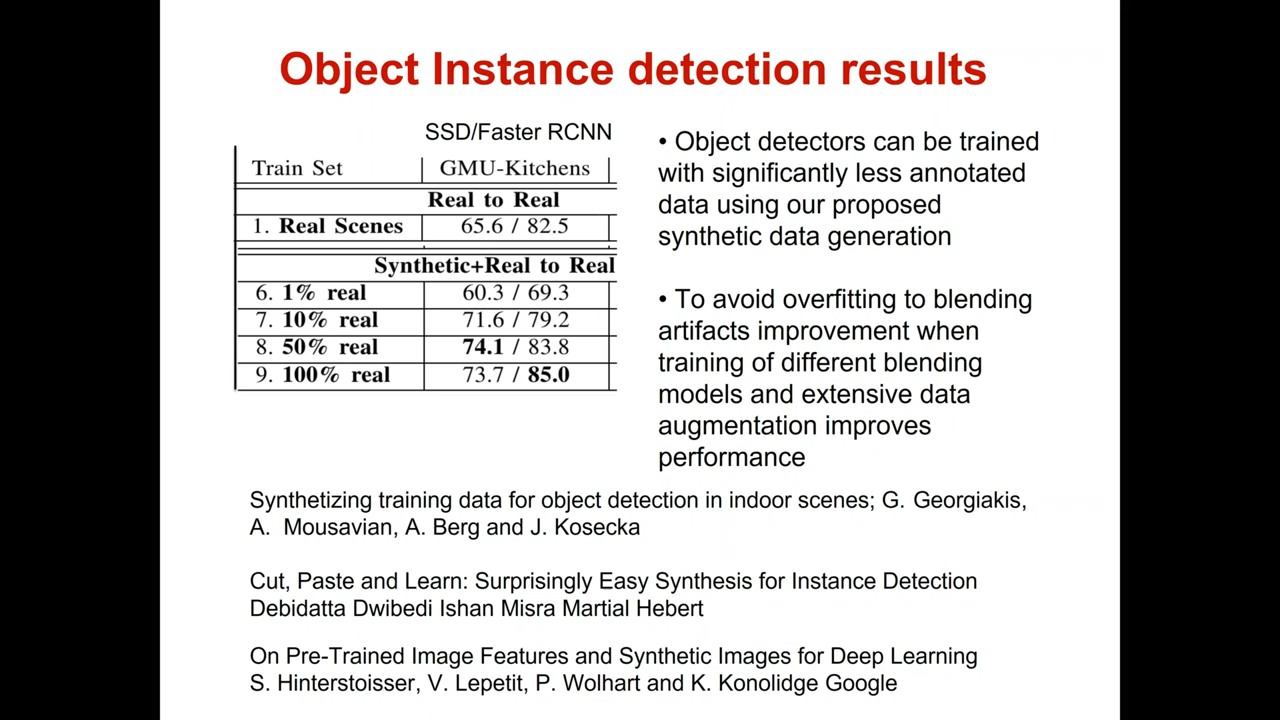 Object Instance detection results
SSD/Faster RCNN
Train Set GMU-Kitchens
Real to Real
1. Real Scenes 65.6 / 82.5
Synthetic+Real to Real
6. 1% real 60.3 / 69.3
7. 10% real 71.6 / 79.2
8. 50% real 74.1 / 83.8
9. 100% real 73.7 / 85.0
• Object detectors can be trained
with significantly less annotated
data using our proposed
synthetic data generation
• To avoid overfitting to blending
artifacts improvement when
training of different blending
models and extensive data
augmentation improves
performance
Synthetizing training data for object detection in indoor scenes; G. Georgiakis,
A. Mousavian, A. Berg and J. Kosecka
Cut, Paste and Learn: Surprisingly Easy Synthesis for Instance Detection
Debidatta Dwibedi Ishan Misra Martial Hebert
On Pre-Trained Image Features and Synthetic Images for Deep Learning
S. Hinterstoisser, V. Lepetit, P. Wolhart and K. Konolidge Google